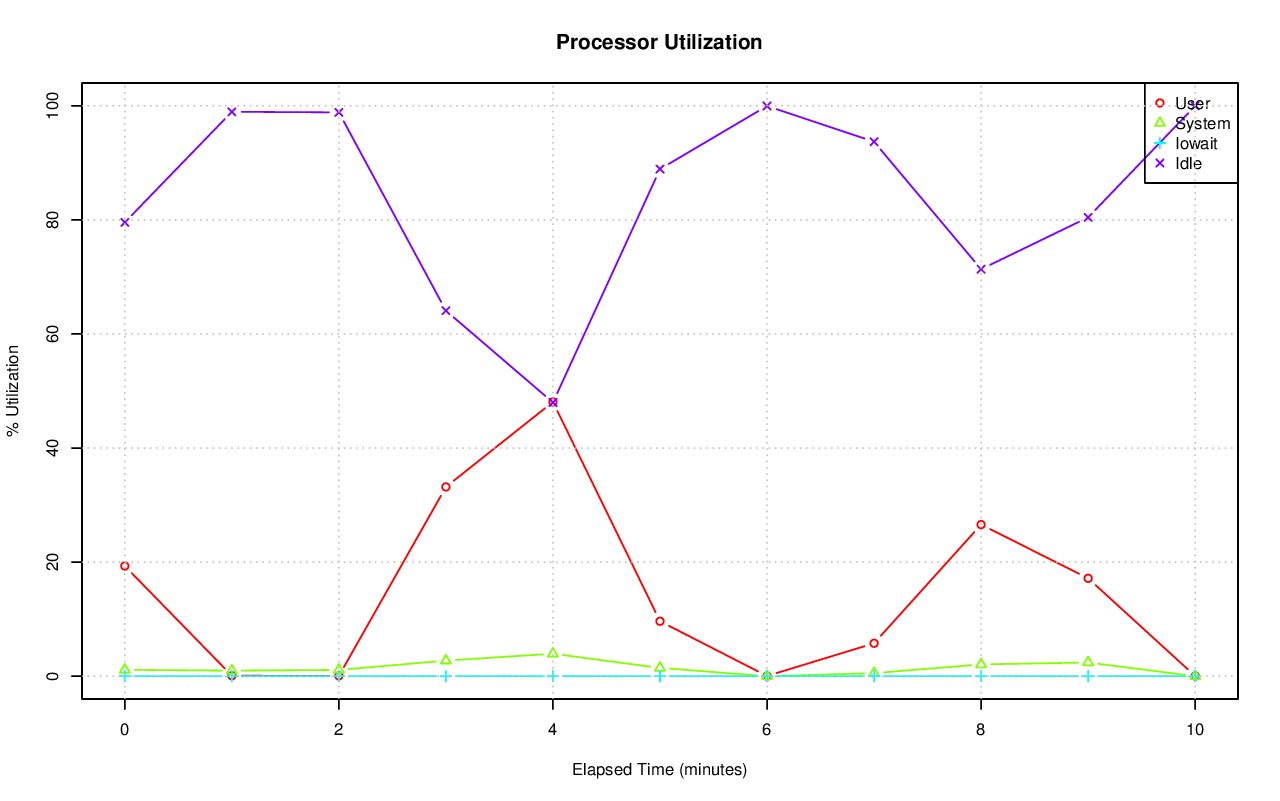 Processor Utilization
100
80
60
40
20
0
% Utilization
User
System
Iowait
Idle
0 2 4 6 8 10
Elapsed Time (minutes)